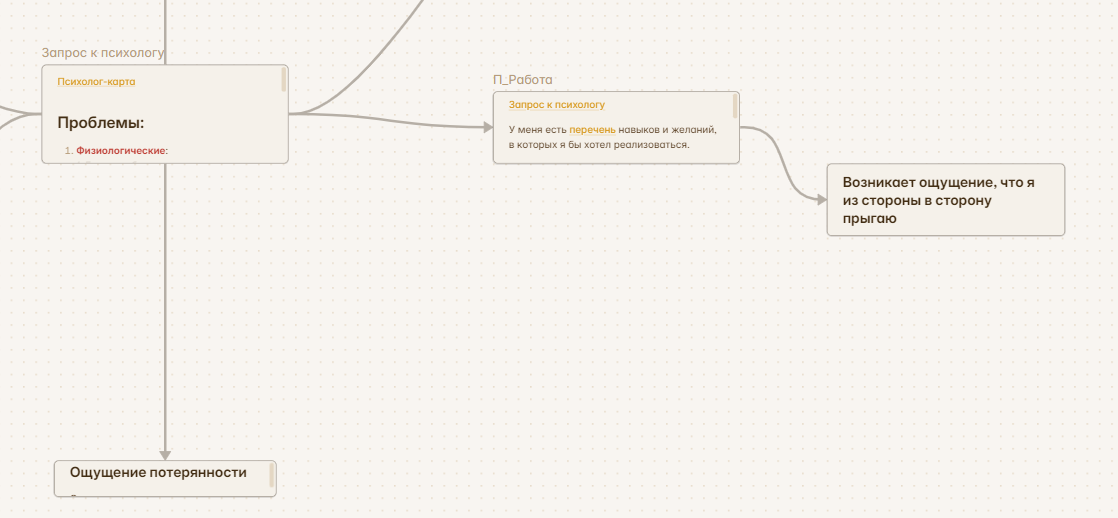 Запрос к психологу
Психолог-карта
Проблемы:
1. Физиологические:
П_Работа
Запрос к психологу
У меня есть перечень навыков и желаний,
в которых я бы хотел реализоваться.
Возникает ощущение, что я
из стороны в сторону
прыгаю
Ощущение потерянности